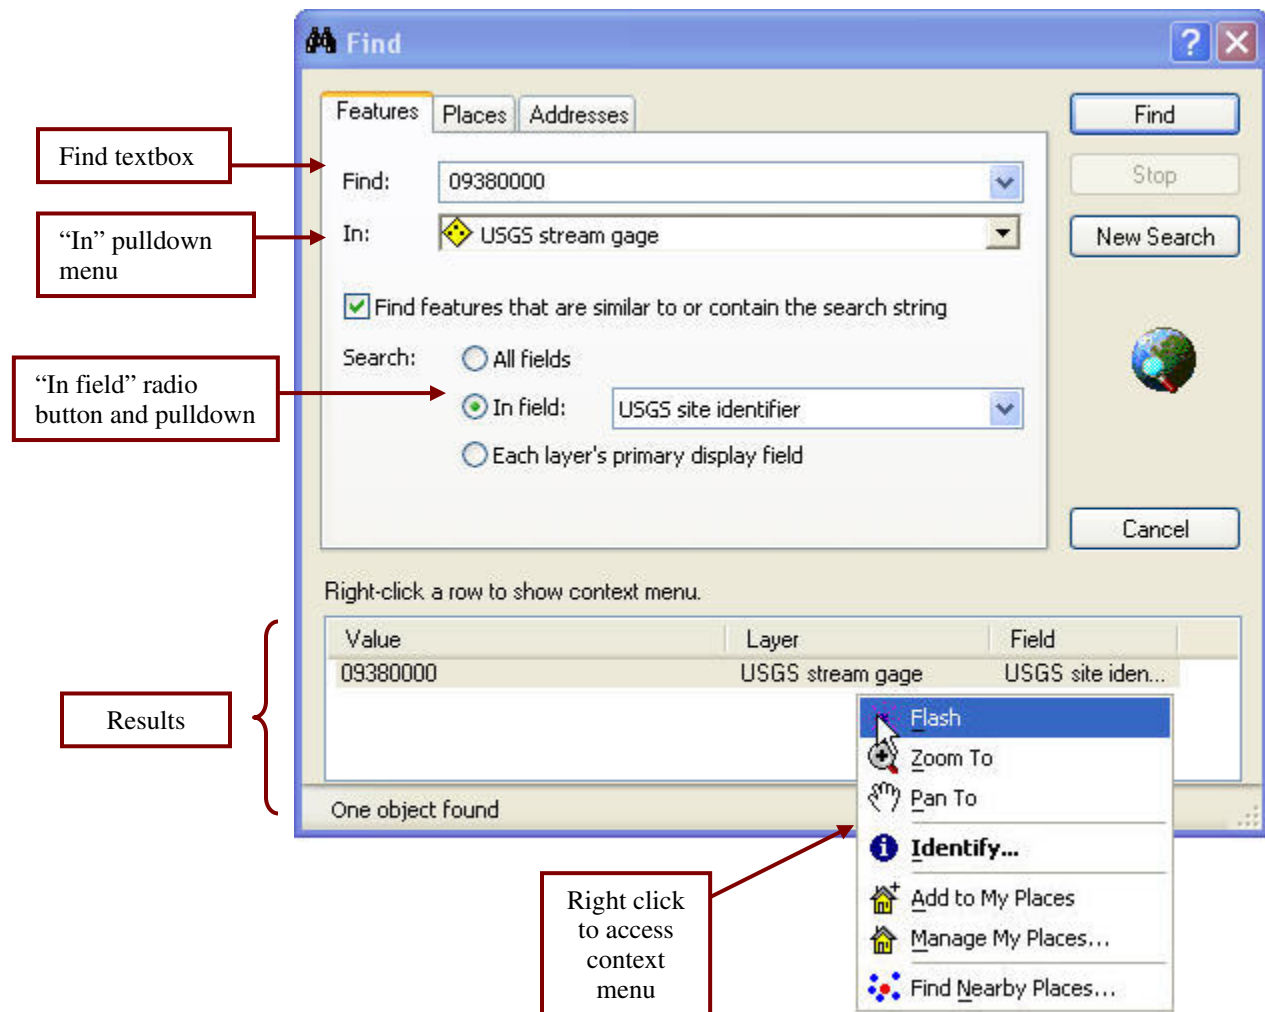 Find
Features Places Addresses
Find
Find textbox
Find: 09380000
Stop
"In" pulldown
menu
In: USGS stream gage
New Search
Find features that are similar to or contain the search string
Search: All fields
"In field" radio
button and pulldown
In field: USGS site identifier
Each layer's primary display field
Cancel
Right-click a row to show context menu.
Value Layer Field
09380000 USGS stream gage USGS site iden...
Results
Flash
Zoom To
Pan To
One object found
Identify...
Add to My Places
Manage My Places...
Find Nearby Places...
Right click
to access
context
menu